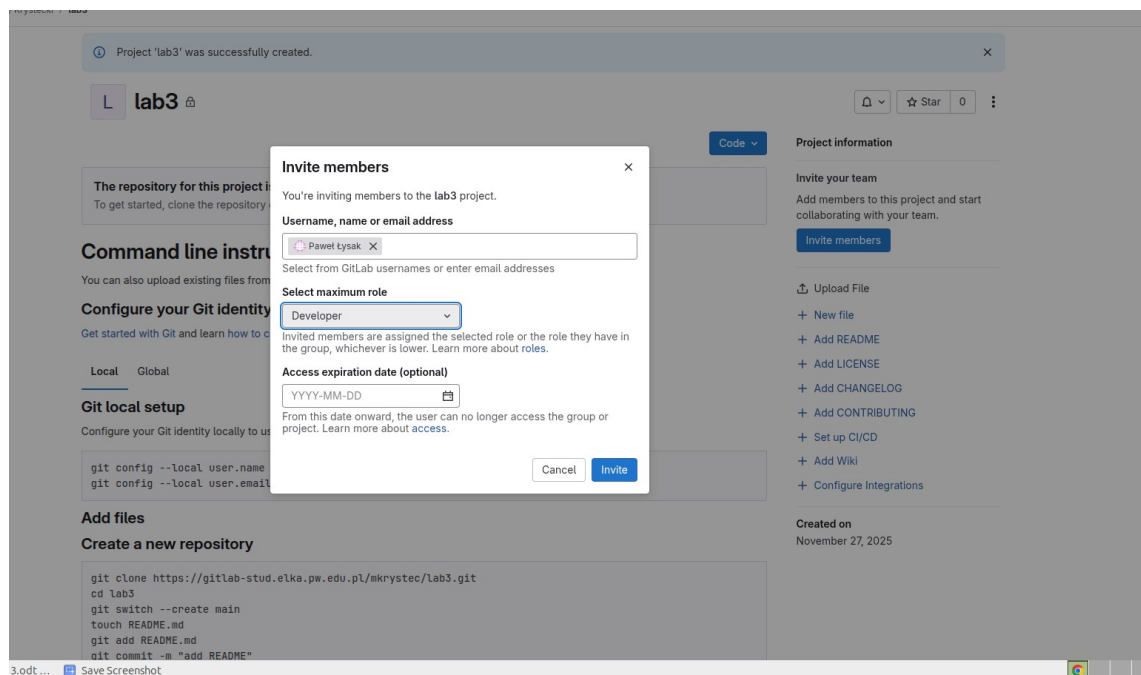 Krystecki / lab3
Project 'lab3' was successfully created.
L lab3
Star 0
Code
Project information
The repository for this project i
To get started, clone the repository
Invite your team
Add members to this project and start
collaborating with your team.
Invite members
Invite members
You're inviting members to the lab3 project.
Username, name or email address
Paweł Łysak
Select from GitLab usernames or enter email addresses
Select maximum role
Developer
Invited members are assigned the selected role or the role they have in
the group, whichever is lower. Learn more about roles.
Access expiration date (optional)
YYYY-MM-DD
From this date onward, the user can no longer access the group or
project. Learn more about access.
Cancel Invite
Command line instru
You can also upload existing files from
Configure your Git identity
Get started with Git and learn how to c
Local Global
Git local setup
Configure your Git identity locally to us
git config --local user.name
git config --local user.email
Add files
Create a new repository
git clone https://gitlab-stud.elka.pw.edu.pl/mkrystec/lab3.git
cd lab3
git switch --create main
touch README.md
git add README.md
git commit -m "add README"
Upload File
New file
Add README
Add LICENSE
Add CHANGELOG
Add CONTRIBUTING
Set up CI/CD
Add Wiki
Configure Integrations
Created on
November 27, 2025
3.odt ... Save Screenshot